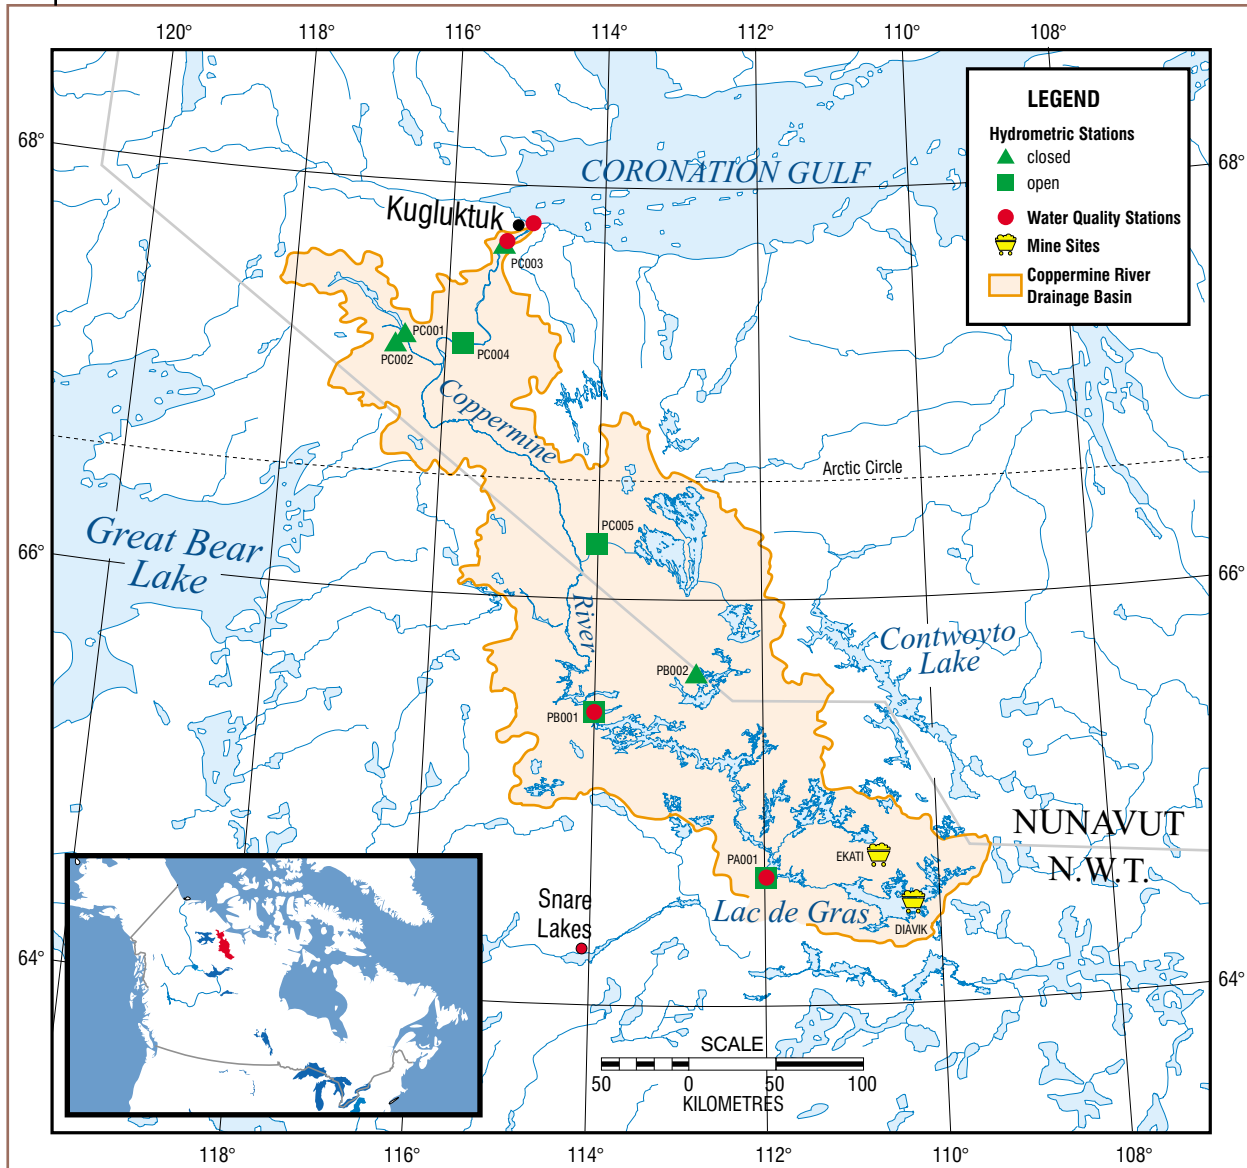 120°
118°
116°
114°
112°
110°
108°
LEGEND
Hydrometric Stations
closed
open
Water Quality Stations
Mine Sites
Coppermine River
Drainage Basin
68°
68°
CORONATION GULF
Kugluktuk
PC003
PC001
PC002
PC004
Coppermine
Arctic Circle
Great Bear
Lake
PC005
66°
66°
River
Contwoyto
Lake
PB002
PB001
NUNAVUT
N.W.T.
EKATI
PA001
Lac de Gras
DIAVIK
Snare
Lakes
64°
64°
SCALE
50 0 50 100
KILOMETRES
118°
116°
114°
112°
110°
108°